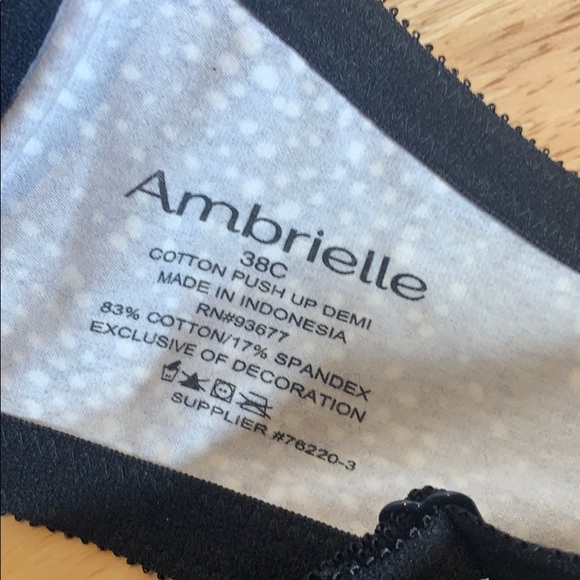 Ambrielle
38C
COTTON PUSH UP DEMI
MADE IN INDONESIA
RN#93677
83% COTTON/17% SPANDEX
EXCLUSIVE OF DECORATION
SUPPLIER #76220-3